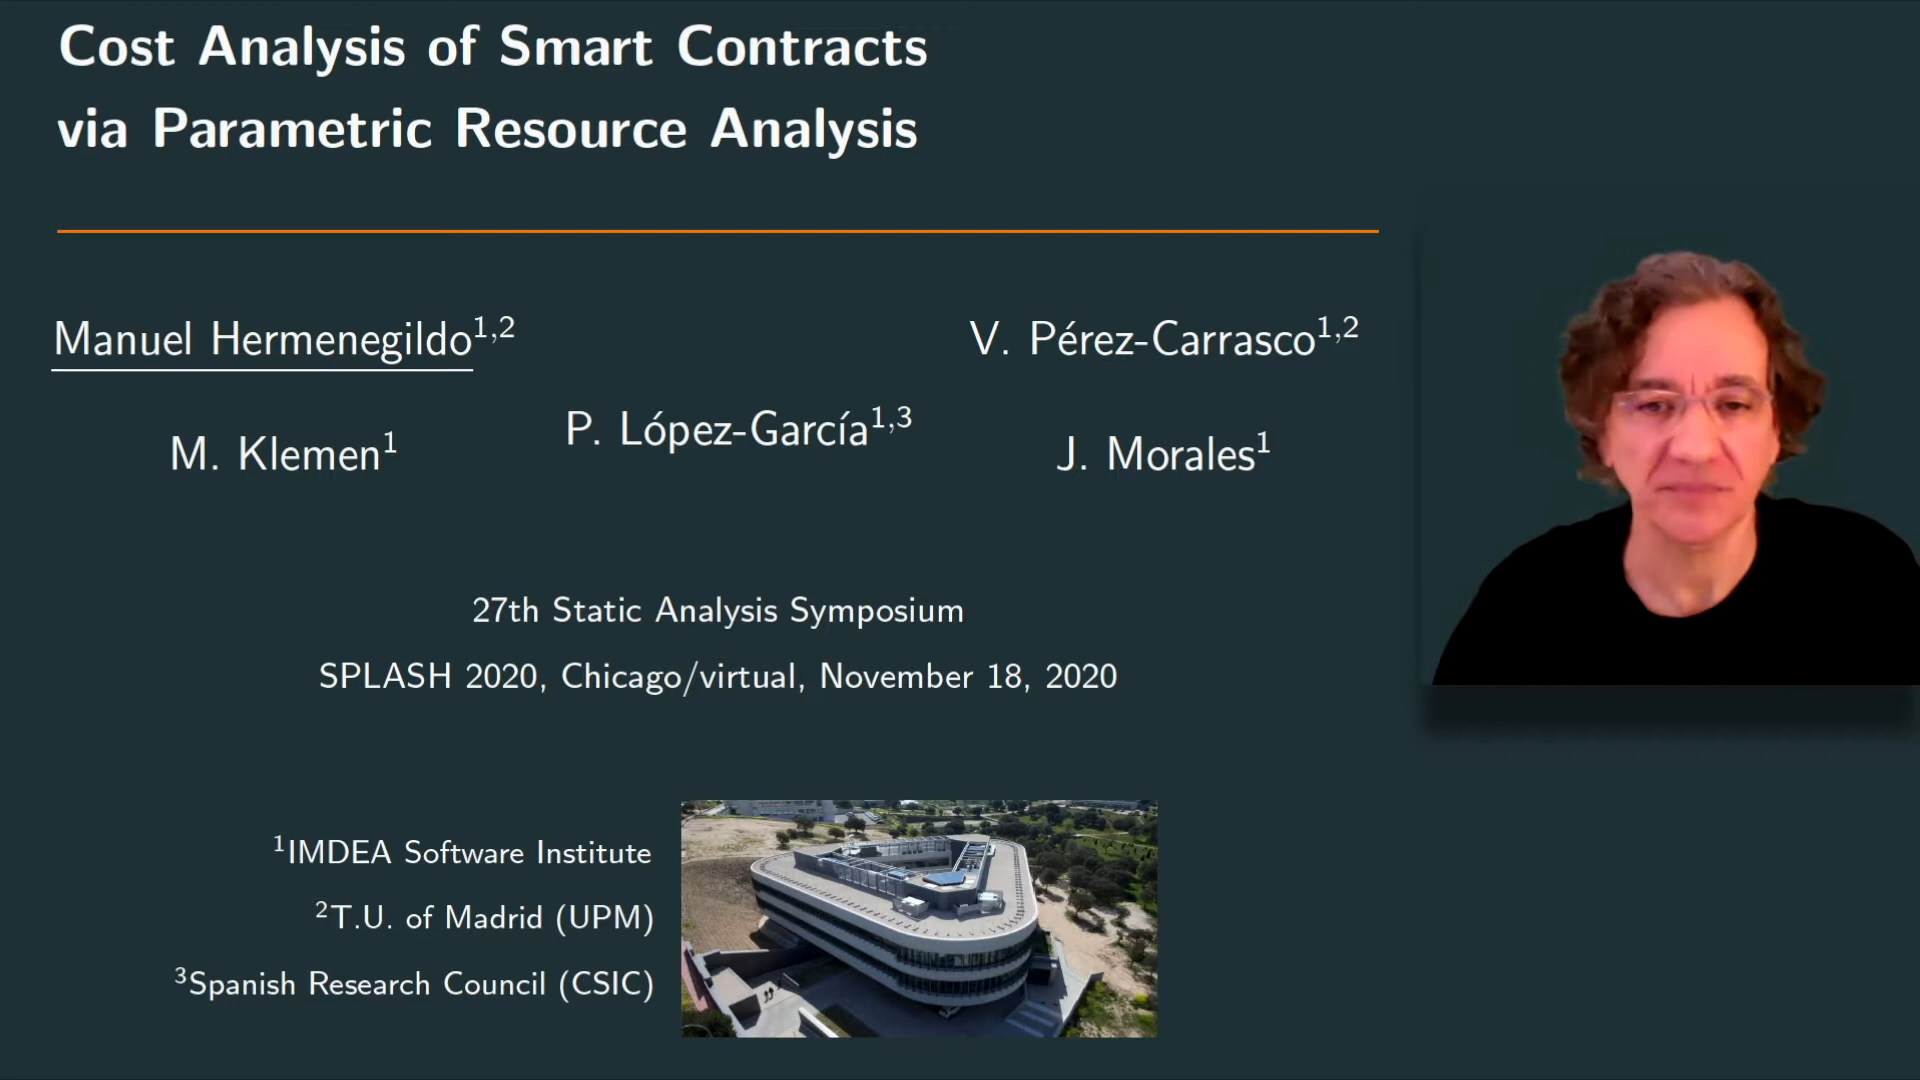 Cost Analysis of Smart Contracts
via Parametric Resource Analysis
Manuel Hermenegildo1,2
V. Pérez-Carrasco1,2
P. López-García1,3
M. Klemen1
J. Morales1
27th Static Analysis Symposium
SPLASH 2020, Chicago/virtual, November 18, 2020
1IMDEA Software Institute
2T.U. of Madrid (UPM)
3Spanish Research Council (CSIC)